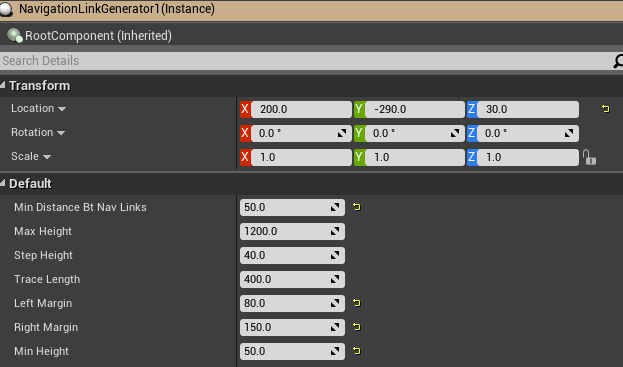 NavigationLinkGenerator1(Instance)
RootComponent (Inherited)
Search Details
Transform
Location X 200.0 Y -290.0 Z 30.0
Rotation X 0.0 ° Y 0.0 ° Z 0.0 °
Scale X 1.0 Y 1.0 Z 1.0
Default
Min Distance Bt Nav Links 50.0
Max Height 1200.0
Step Height 40.0
Trace Length 400.0
Left Margin 80.0
Right Margin 150.0
Min Height 50.0